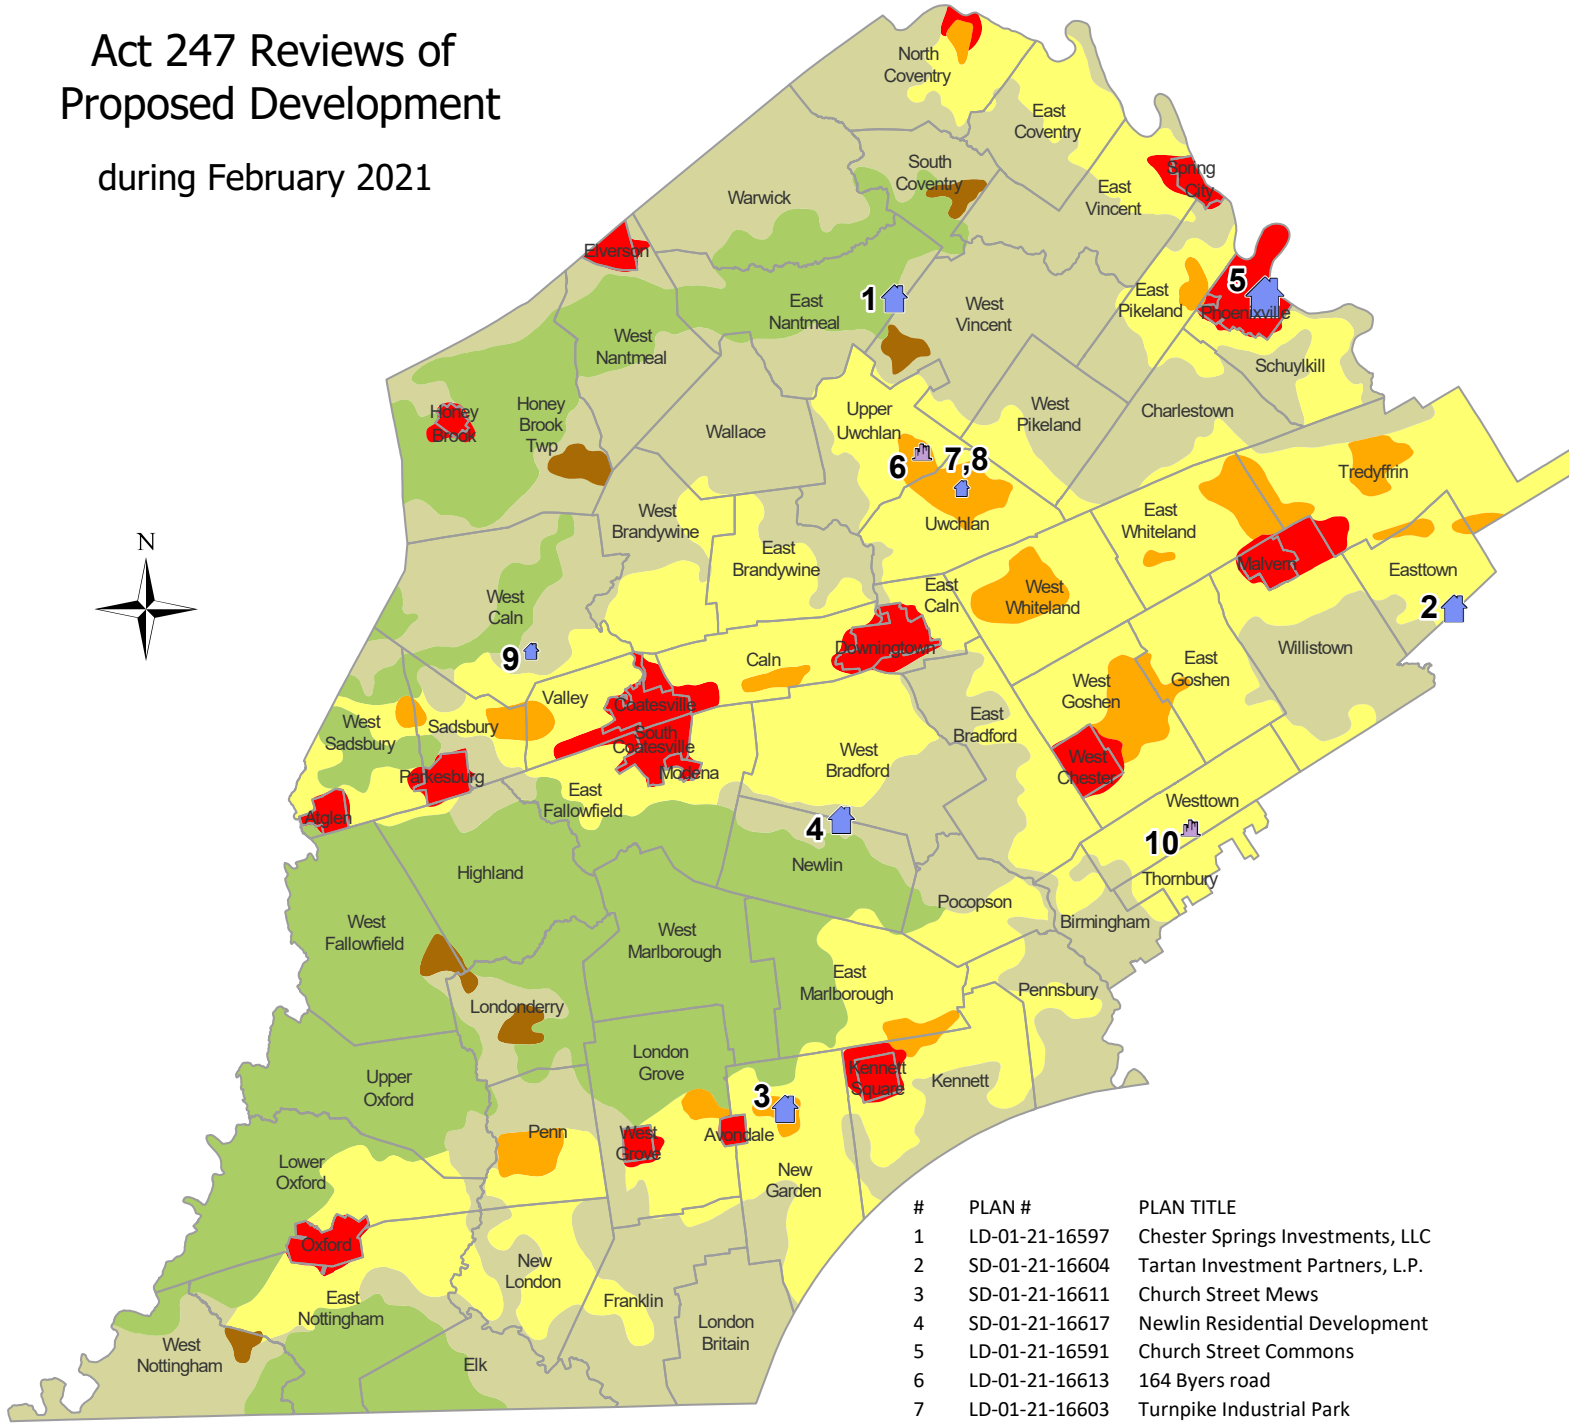 Act 247 Reviews of
Proposed Development
during February 2021
North
Coventry
East
Coventry
South
Coventry
Spring
City
Warwick
East
Vincent
Elverson
5
1
East
Nantmeal
West
Vincent
East
Pikeland
Phoenixville
West
Nantmeal
Schuylkill
Honey
Brook
Honey
Brook
Twp
Upper
Uwchlan
West
Pikeland
Charlestown
Wallace
6
7,8
Tredyffrin
West
Brandywine
Uwchlan
East
Whiteland
N
East
Brandywine
Malvern
Easttown
East
Caln
West
Whiteland
West
Caln
2
9
Downingtown
Willistown
Caln
East
Goshen
West
Goshen
Valley
Coatesville
West
Sadsbury
Sadsbury
South
Coatesville
East
Bradford
West
Bradford
West
Chester
Parkesburg
Modena
East
Fallowfield
Westtown
Atglen
4
10
Newlin
Highland
Thornbury
Pocopson
Birmingham
West
Fallowfield
West
Marlborough
East
Marlborough
Pennsbury
Londonderry
London
Grove
Kennett
Square
Kennett
Upper
Oxford
3
Penn
West
Grove
Avondale
Lower
Oxford
New
Garden
Oxford
New
London
East
Nottingham
Franklin
London
Britain
West
Nottingham
Elk
# PLAN # PLAN TITLE
1 LD-01-21-16597 Chester Springs Investments, LLC
2 SD-01-21-16604 Tartan Investment Partners, L.P.
3 SD-01-21-16611 Church Street Mews
4 SD-01-21-16617 Newlin Residential Development
5 LD-01-21-16591 Church Street Commons
6 LD-01-21-16613 164 Byers road
7 LD-01-21-16603 Turnpike Industrial Park